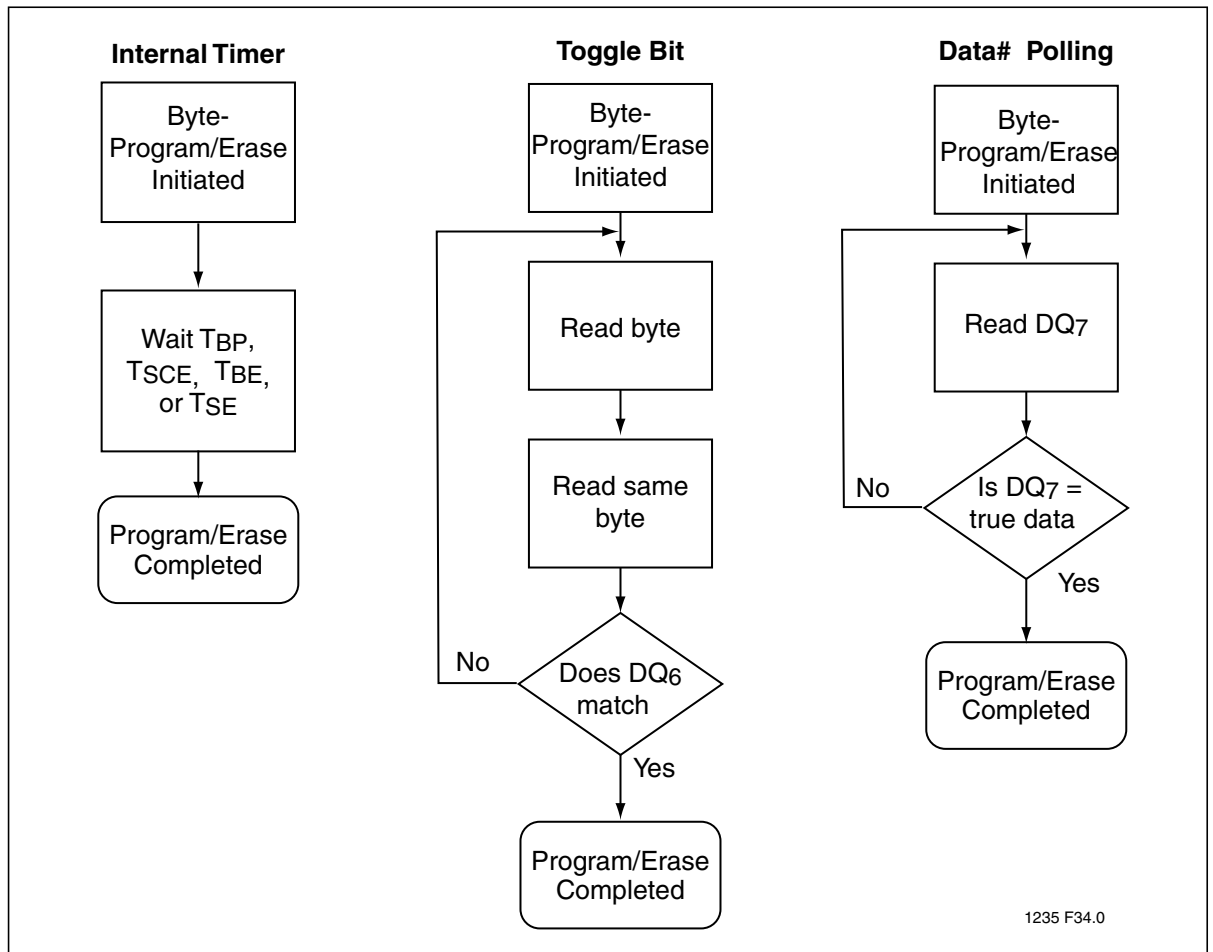 Internal Timer
Byte-
Program/Erase
Initiated
Wait TBP,
TSCE, TBE,
or TSE
Program/Erase
Completed
Toggle Bit
Byte-
Program/Erase
Initiated
Read byte
Read same
byte
No
Does DQ6
match
Yes
Program/Erase
Completed
Data# Polling
Byte-
Program/Erase
Initiated
Read DQ7
No
Is DQ7 =
true data
Yes
Program/Erase
Completed
1235 F34.0